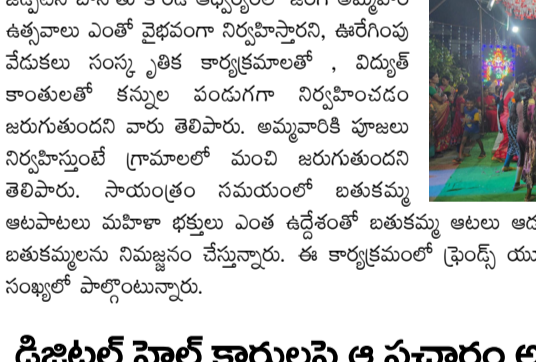 ఉత్సవాలు ఎంతో వైభవంగా నిర్వహిస్తారని, ఊరేగింపు
వేడుకలు సంస్కృతిక కార్యక్రమాలతో , విద్యుత్
కాంతులతో కన్నుల పండుగగా నిర్వహించడం
జరుగుతుందని వారు తెలిపారు. అమ్మవారికి పూజలు
నిర్వహిస్తుంటే గ్రామాలలో మంచి జరుగుతుందని
తెలిపారు. సాయంత్రం సమయంలో బతుకమ్మ
ఆటపాటలు మహిళా భక్తులు ఎంత ఉద్దేశంతో బతుకమ్మ ఆటలు
బతుకమ్మలను నిమజ్జనం చేస్తున్నారు. ఈ కార్యక్రమంలో ఫ్రెండ్స్
సంఖ్యలో పాల్గొంటున్నారు.
డిజిటల్ హెల్త్ కార్డులపై